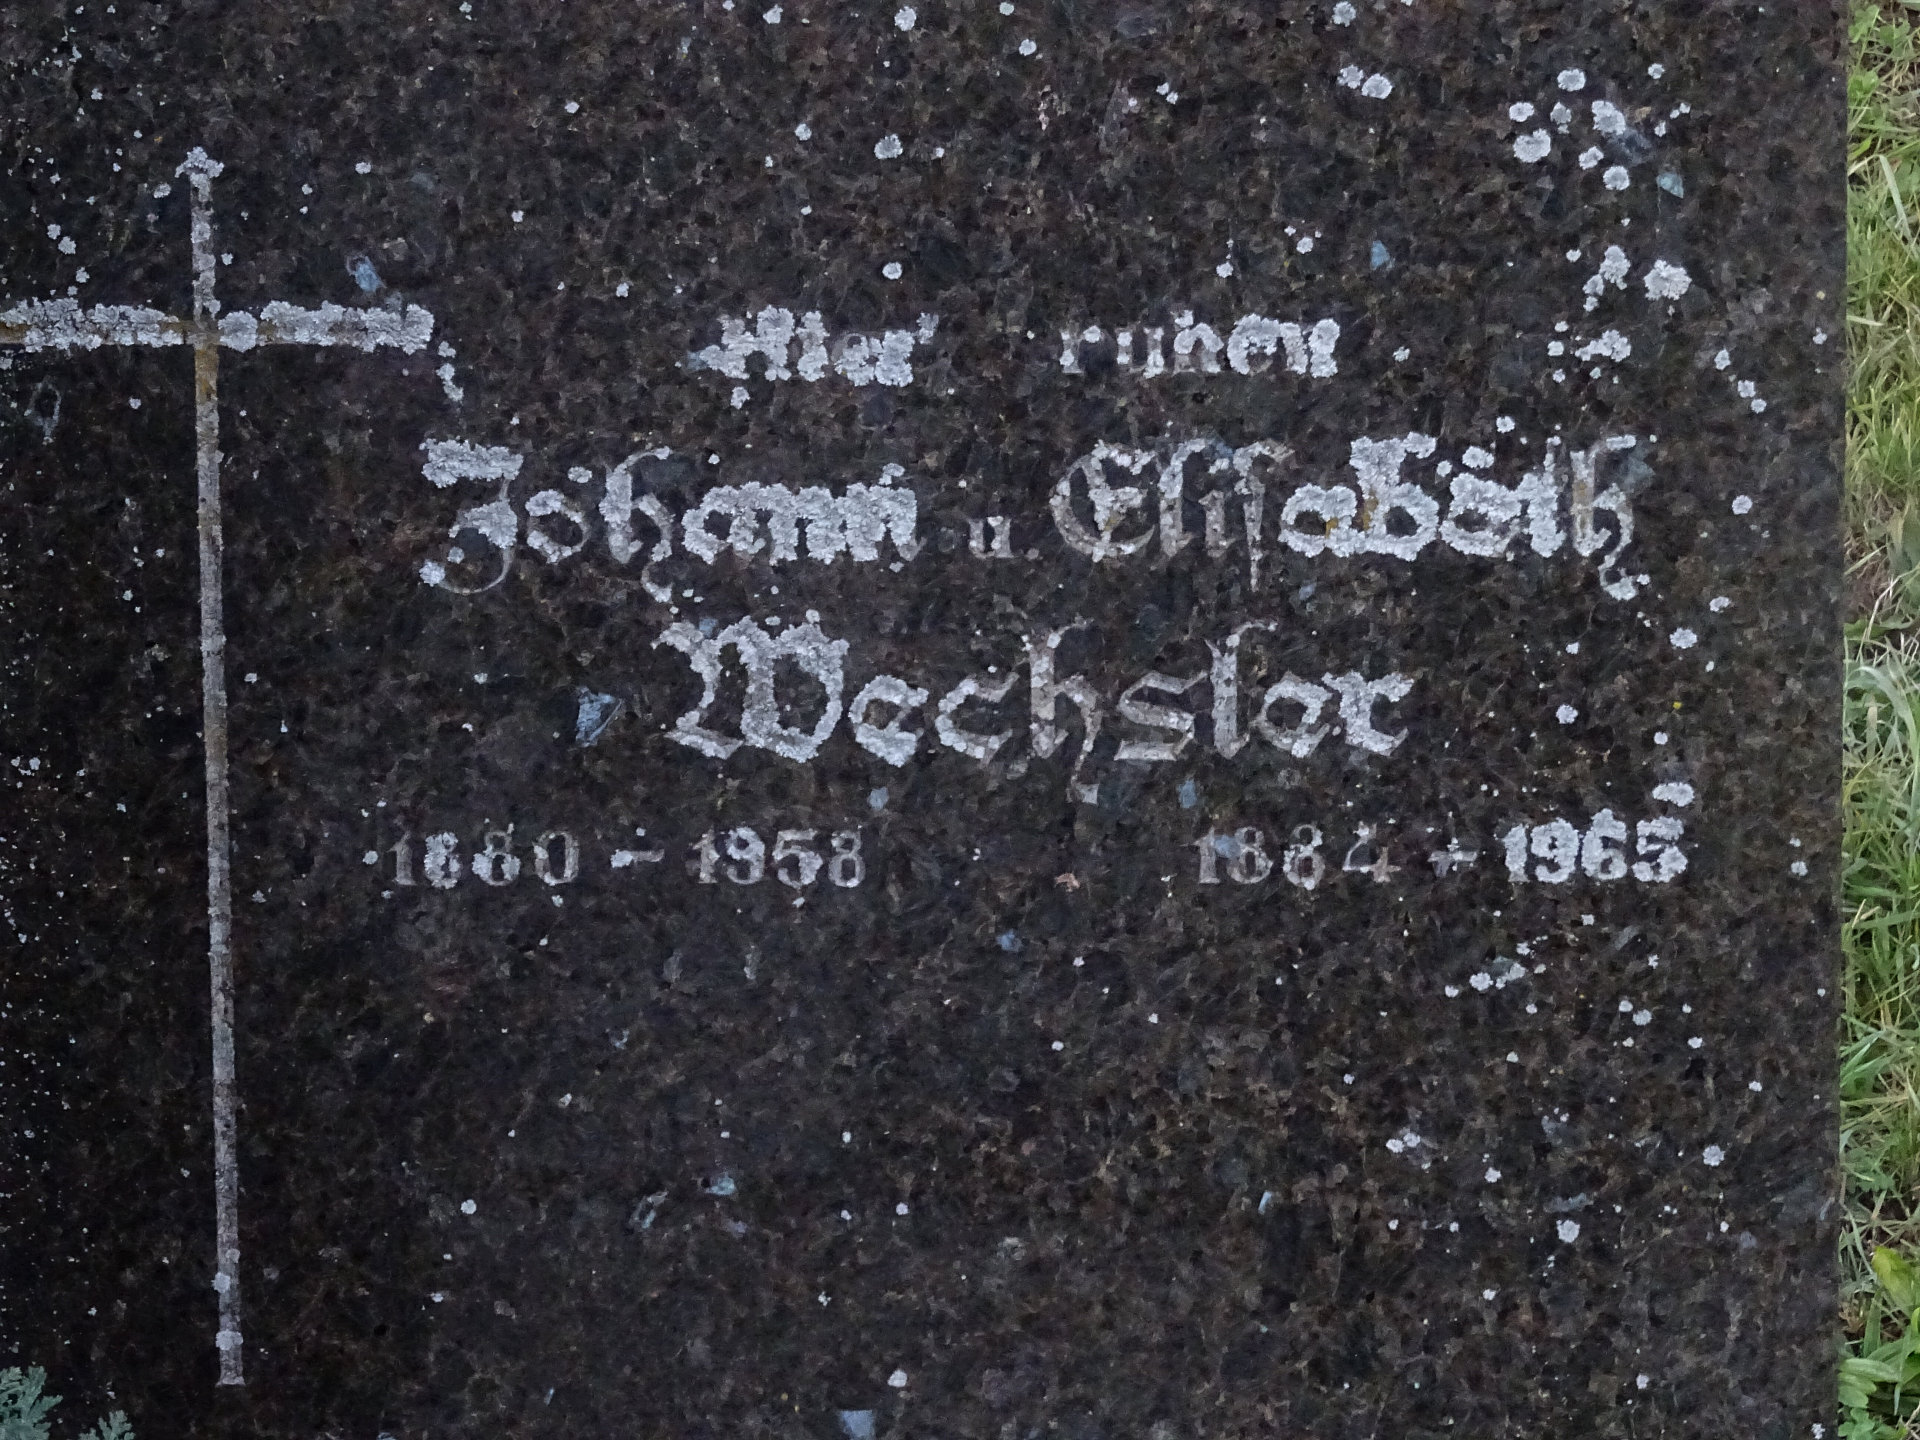 Hier ruhen
Johann u. Elisabeth
Wechsler
1880 - 1958 1884 - 1965